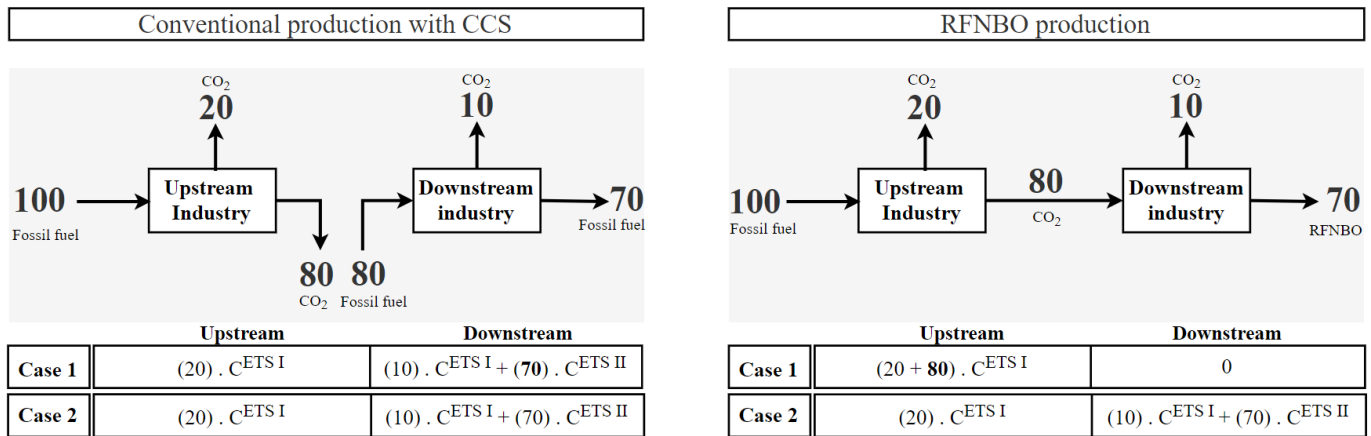 Conventional production with CCS
CO₂
20
CO₂
10
100
Fossil fuel
Upstream
Industry
Downstream
industry
70
Fossil fuel
80
CO₂
80
Fossil fuel
Upstream
Downstream
Case 1
(20) . C^ETS I
(10) . C^ETS I + (70) . C^ETS II
Case 2
(20) . C^ETS I
(10) . C^ETS I + (70) . C^ETS II
RFNBO production
CO₂
20
CO₂
10
100
Fossil fuel
Upstream
Industry
80
CO₂
Downstream
industry
70
RFNBO
Upstream
Downstream
Case 1
(20 + 80) . C^ETS I
0
Case 2
(20) . C^ETS I
(10) . C^ETS I + (70) . C^ETS II